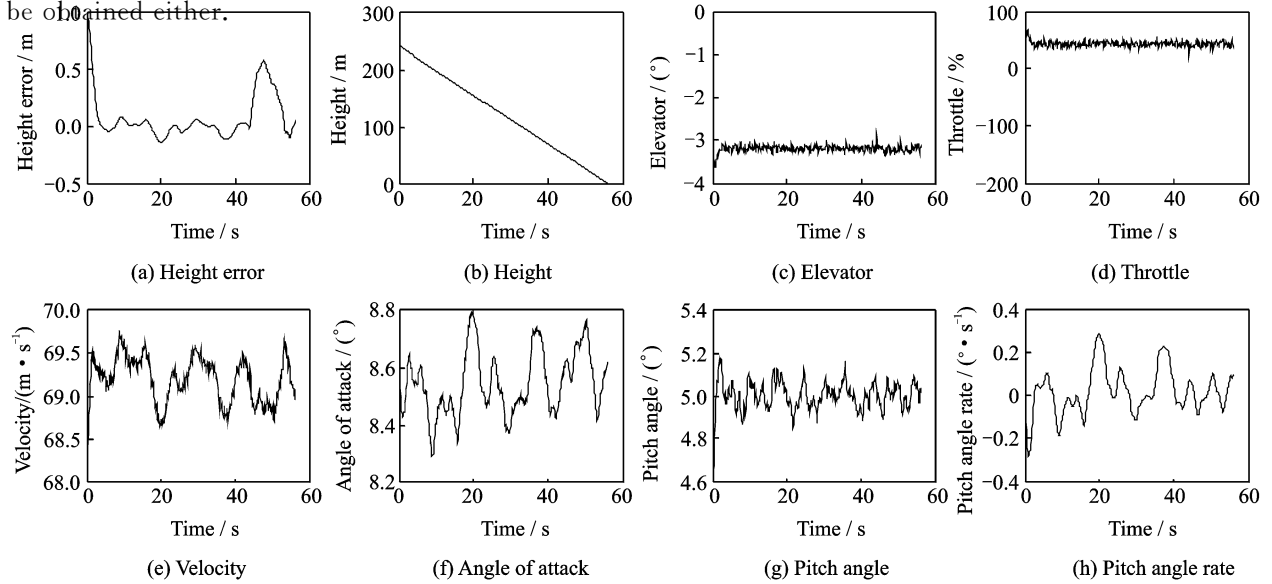 be obtained either.
1.0
0.5
0.0
−0.5
Height error / m
0 20 40 60
Time / s
(a) Height error
300
200
100
0
Height / m
0 20 40 60
Time / s
(b) Height
0
−1
−2
−3
−4
Elevator / (°)
0 20 40 60
Time / s
(c) Elevator
100
0
−100
−200
Throttle / %
0 20 40 60
Time / s
(d) Throttle
70.0
69.5
69.0
68.5
68.0
Velocity/(m • s⁻¹)
0 20 40 60
Time / s
(e) Velocity
8.8
8.6
8.4
8.2
Angle of attack / (°)
0 20 40 60
Time / s
(f) Angle of attack
5.4
5.2
5.0
4.8
4.6
Pitch angle / (°)
0 20 40 60
Time / s
(g) Pitch angle
0.4
0.2
0
−0.2
−0.4
Pitch angle rate / (° • s⁻¹)
0 20 40 60
Time / s
(h) Pitch angle rate